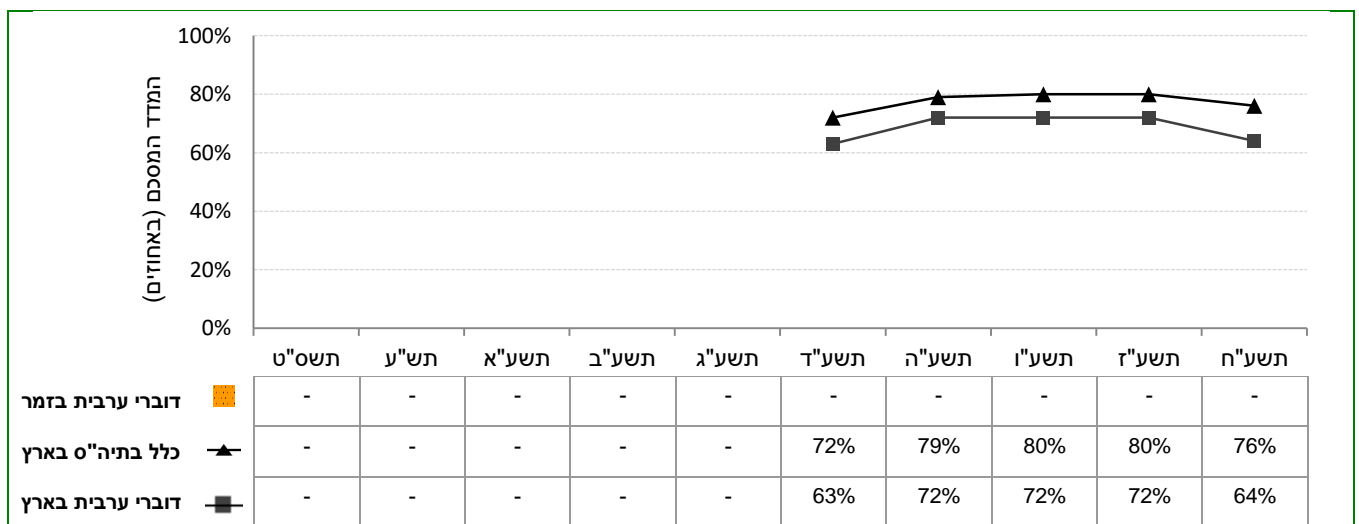 100%
80%
60%
40%
20%
0%
המדד המסכם (באחוזים)
תשס"ט תש"ע תשע"א תשע"ב תשע"ג תשע"ד תשע"ה תשע"ו תשע"ז תשע"ח
דוברי ערבית בזמר - - - - - - - - - -
כלל בתיה"ס בארץ - - - - - 72% 79% 80% 80% 76%
דוברי ערבית בארץ - - - - - 63% 72% 72% 72% 64%